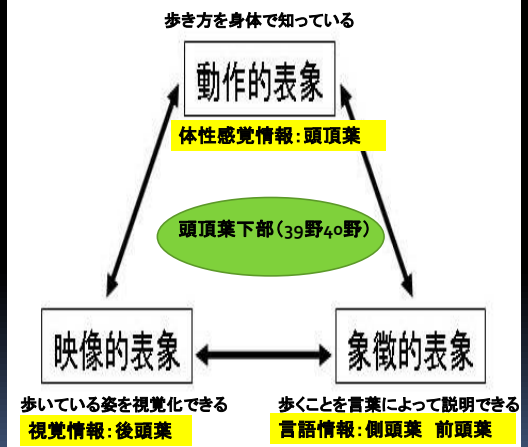 歩き方を身体で知っている
動作的表象
体性感覚情報：頭頂葉
頭頂葉下部（39野40野）
映像的表象
象徴的表象
歩いている姿を視覚化できる
歩くことを言葉によって説明できる
視覚情報：後頭葉
言語情報：側頭葉 前頭葉